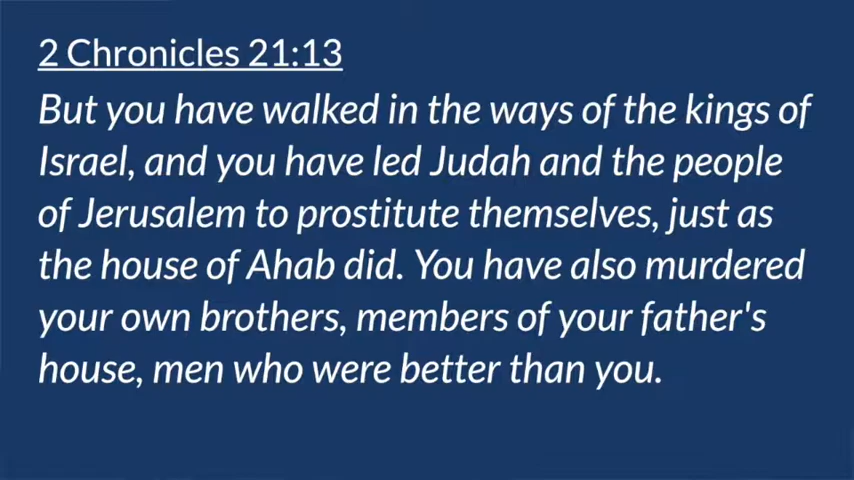 2 Chronicles 21:13
But you have walked in the ways of the kings of
Israel, and you have led Judah and the people
of Jerusalem to prostitute themselves, just as
the house of Ahab did. You have also murdered
your own brothers, members of your father's
house, men who were better than you.